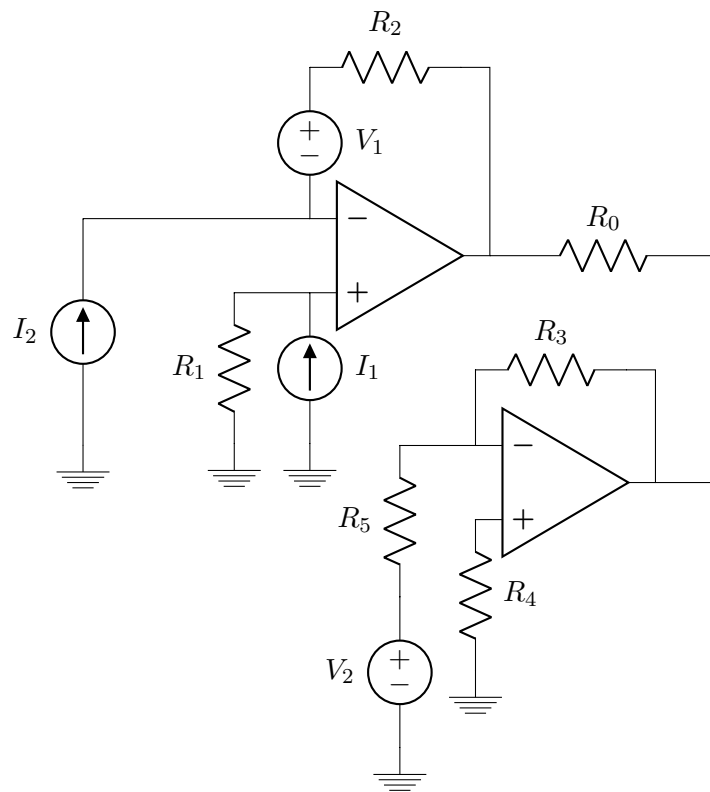 R₂
+
−
V₁
−
+
R₀
I₂
R₁
I₁
R₃
−
+
R₅
R₄
V₂
+
−